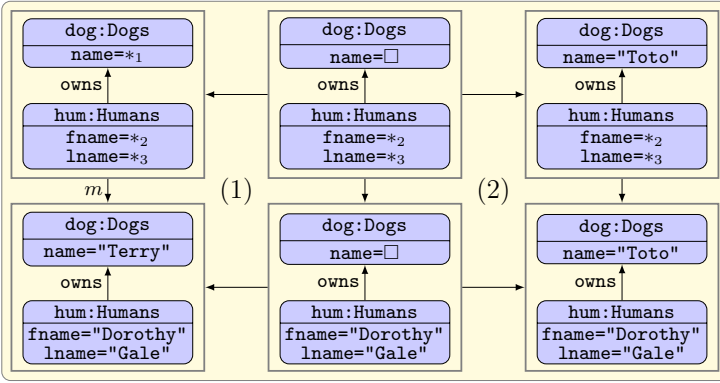 dog:Dogs
name=*₁
owns
hum:Humans
fname=*₂
lname=*₃
dog:Dogs
name=□
owns
hum:Humans
fname=*₂
lname=*₃
dog:Dogs
name="Toto"
owns
hum:Humans
fname=*₂
lname=*₃
m
(1)
(2)
dog:Dogs
name="Terry"
owns
hum:Humans
fname="Dorothy"
lname="Gale"
dog:Dogs
name=□
owns
hum:Humans
fname="Dorothy"
lname="Gale"
dog:Dogs
name="Toto"
owns
hum:Humans
fname="Dorothy"
lname="Gale"